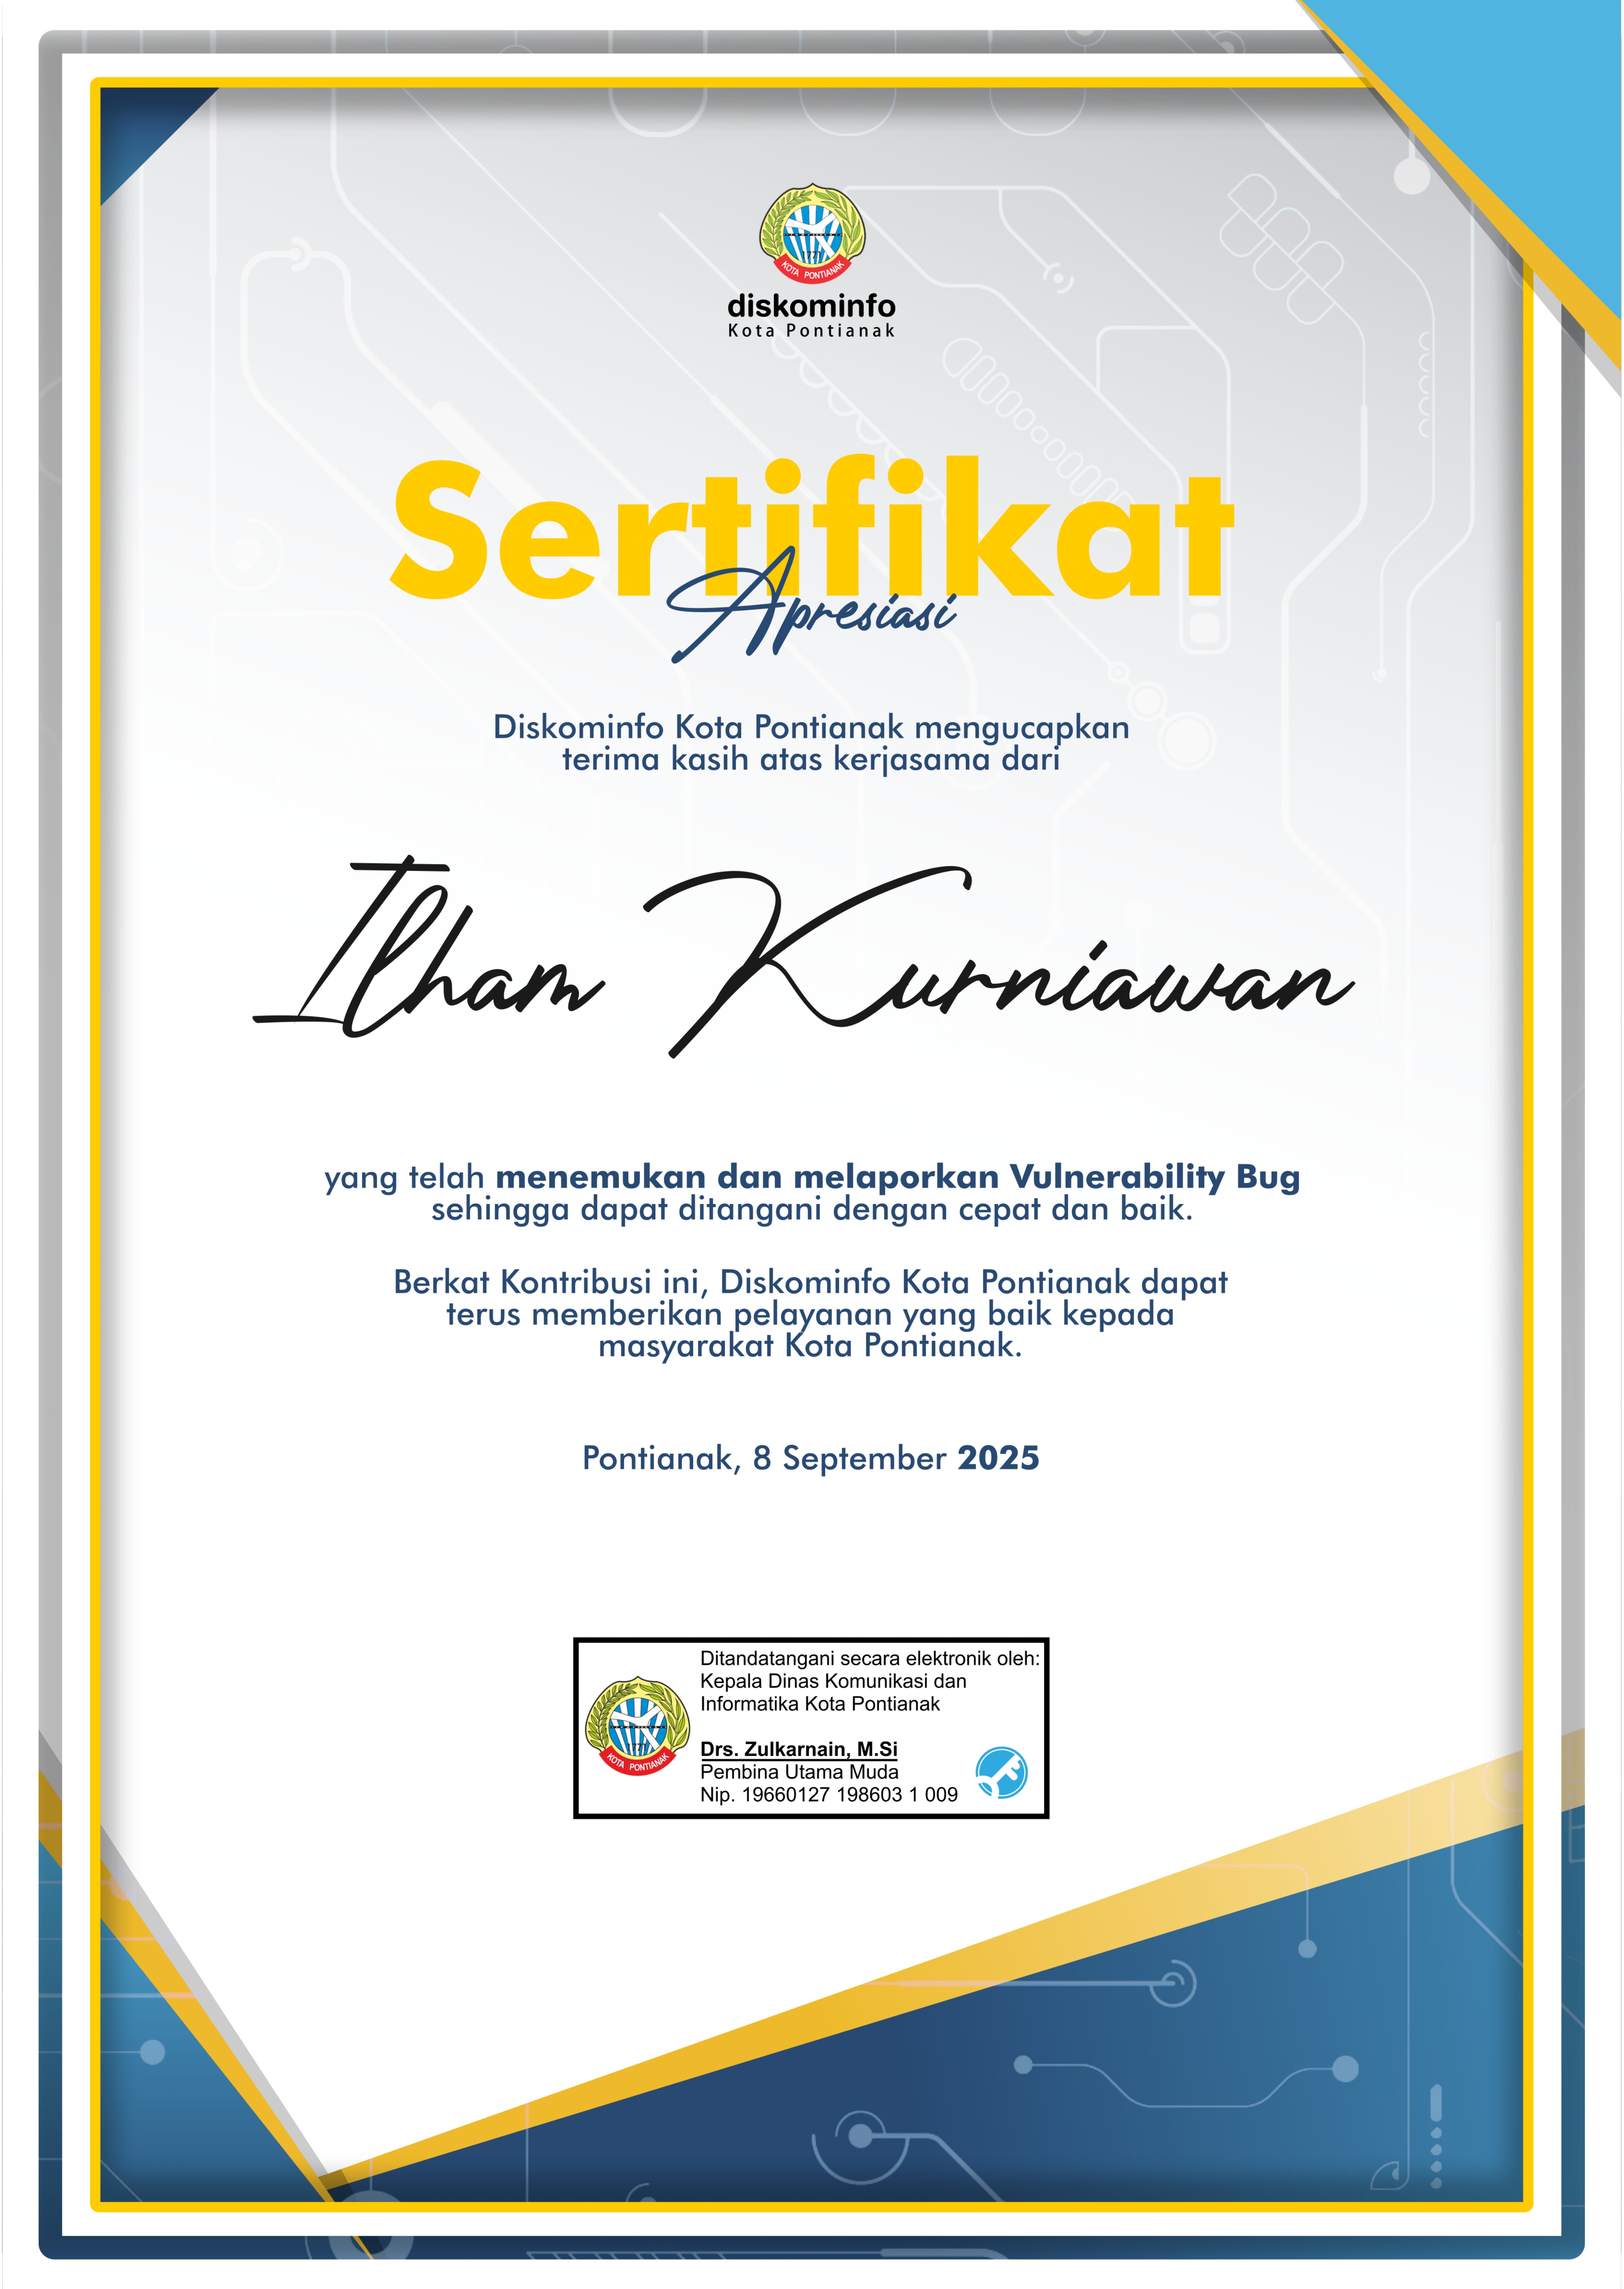 1771
KOTA PONTIANAK
diskominfo
Kota Pontianak
Sertifikat
Apresiasi
Diskominfo Kota Pontianak mengucapkan
terima kasih atas kerjasama dari
Ilham Kurniawan
yang telah menemukan dan melaporkan Vulnerability Bug
sehingga dapat ditangani dengan cepat dan baik.
Berkat Kontribusi ini, Diskominfo Kota Pontianak dapat
terus memberikan pelayanan yang baik kepada
masyarakat Kota Pontianak.
Pontianak, 8 September 2025
Ditandatangani secara elektronik oleh:
Kepala Dinas Komunikasi dan
Informatika Kota Pontianak
1771
KOTA PONTIANAK
Drs. Zulkarnain, M.Si
Pembina Utama Muda
Nip. 19660127 198603 1 009